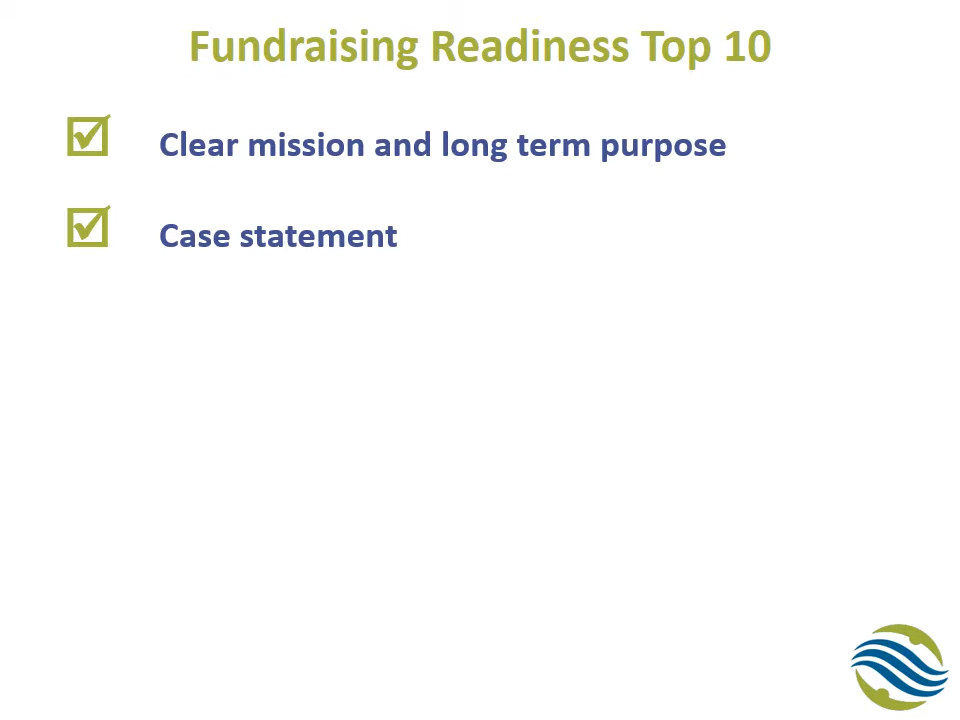 Fundraising Readiness Top 10
Clear mission and long term purpose
Case statement